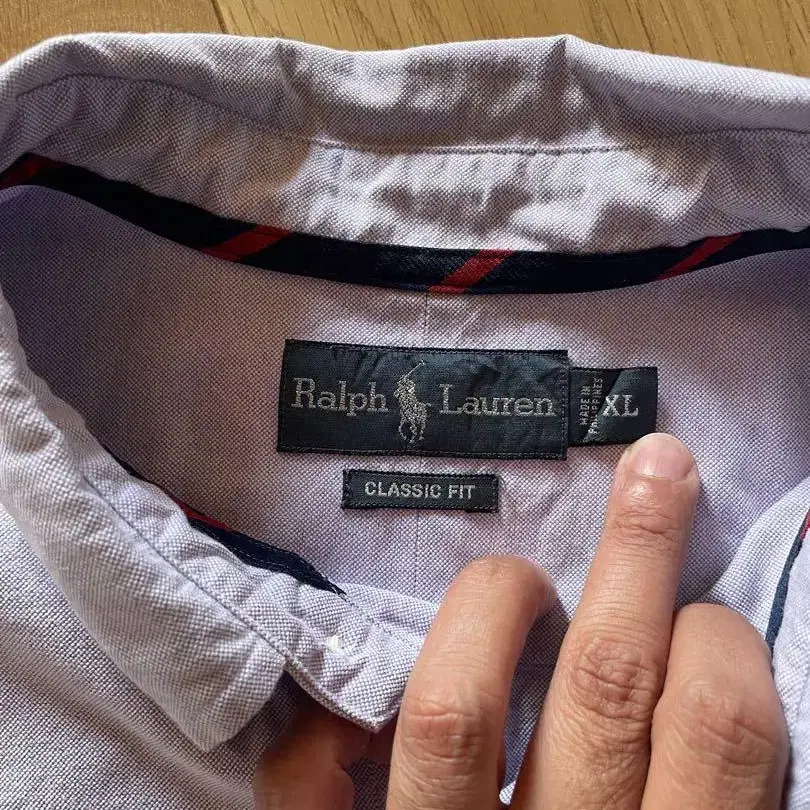 Ralph Lauren
MADE IN
PHILIPPINES
XL
CLASSIC FIT